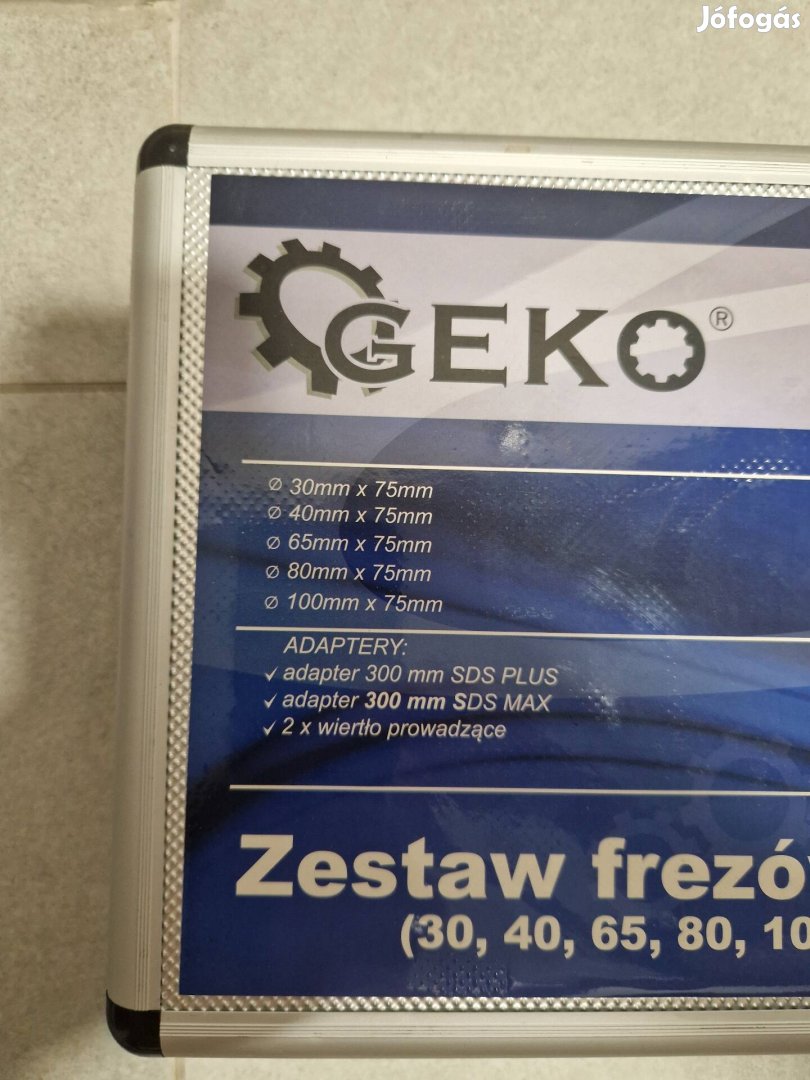 Jófogás
GEKO®
Ø 30mm x 75mm
Ø 40mm x 75mm
Ø 65mm x 75mm
Ø 80mm x 75mm
Ø 100mm x 75mm
ADAPTERY:
✓ adapter 300 mm SDS PLUS
✓ adapter 300 mm SDS MAX
✓ 2 x wiertło prowadzące
Zestaw frezów
(30, 40, 65, 80, 10